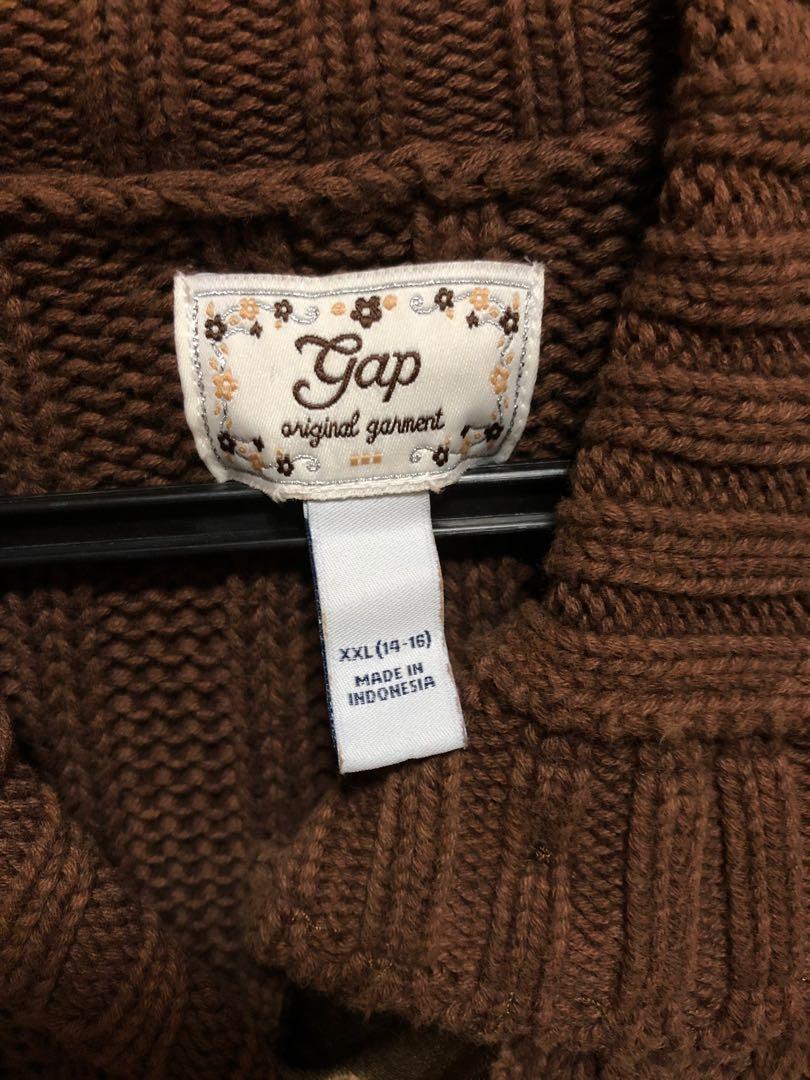 gap
original garment
XXL (14-16)
MADE IN
INDONESIA